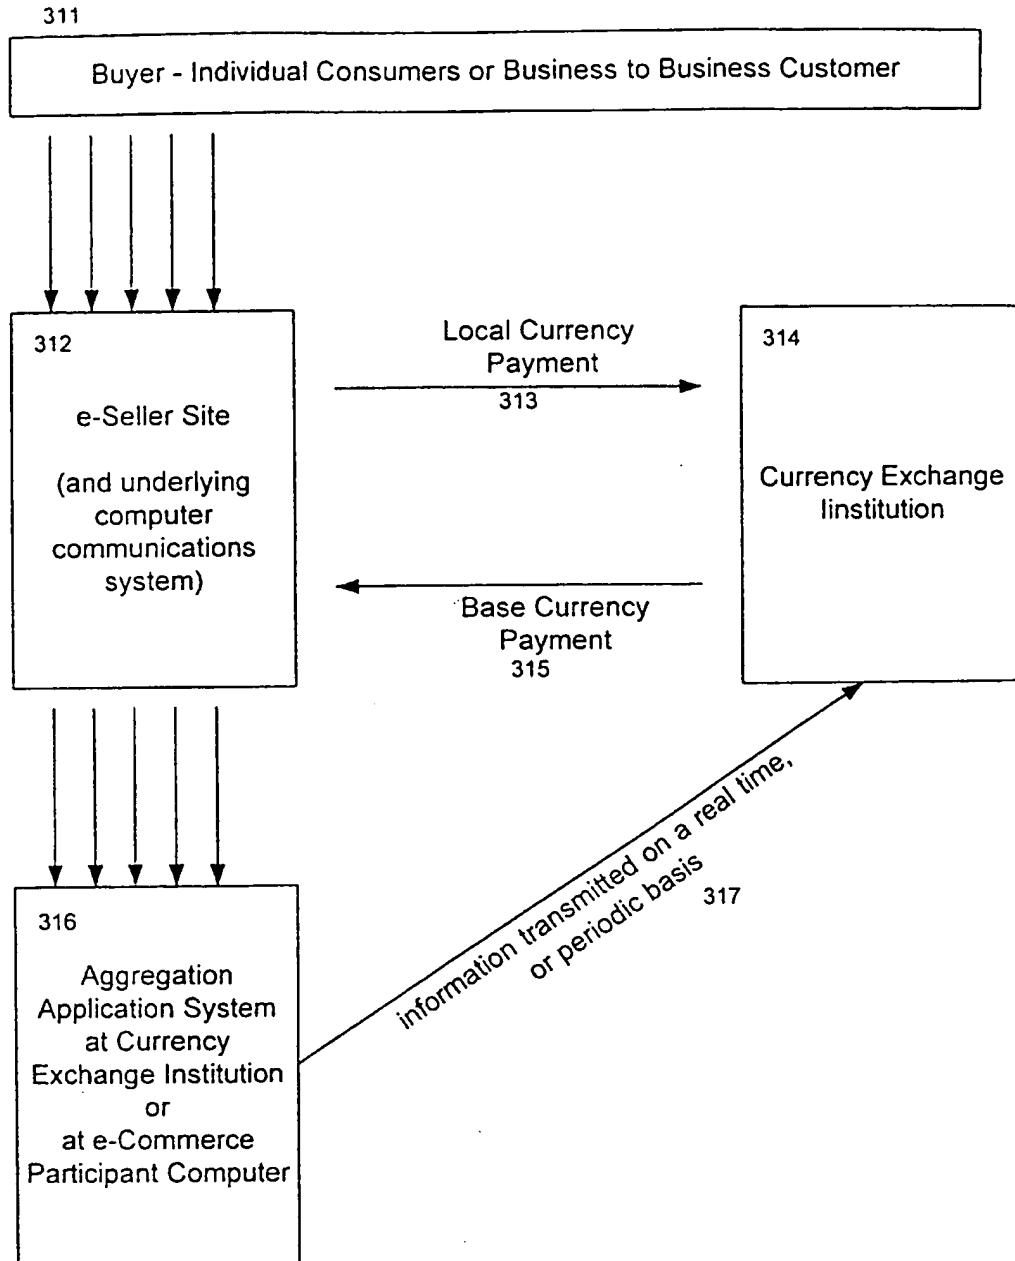 311
Buyer - Individual Consumers or Business to Business Customer
312
e-Seller Site
(and underlying
computer
communications
system)
Local Currency
Payment
313
314
Currency Exchange
Iinstitution
Base Currency
Payment
315
316
Aggregation
Application System
at Currency
Exchange Institution
or
at e-Commerce
Participant Computer
information transmitted on a real time,
or periodic basis
317